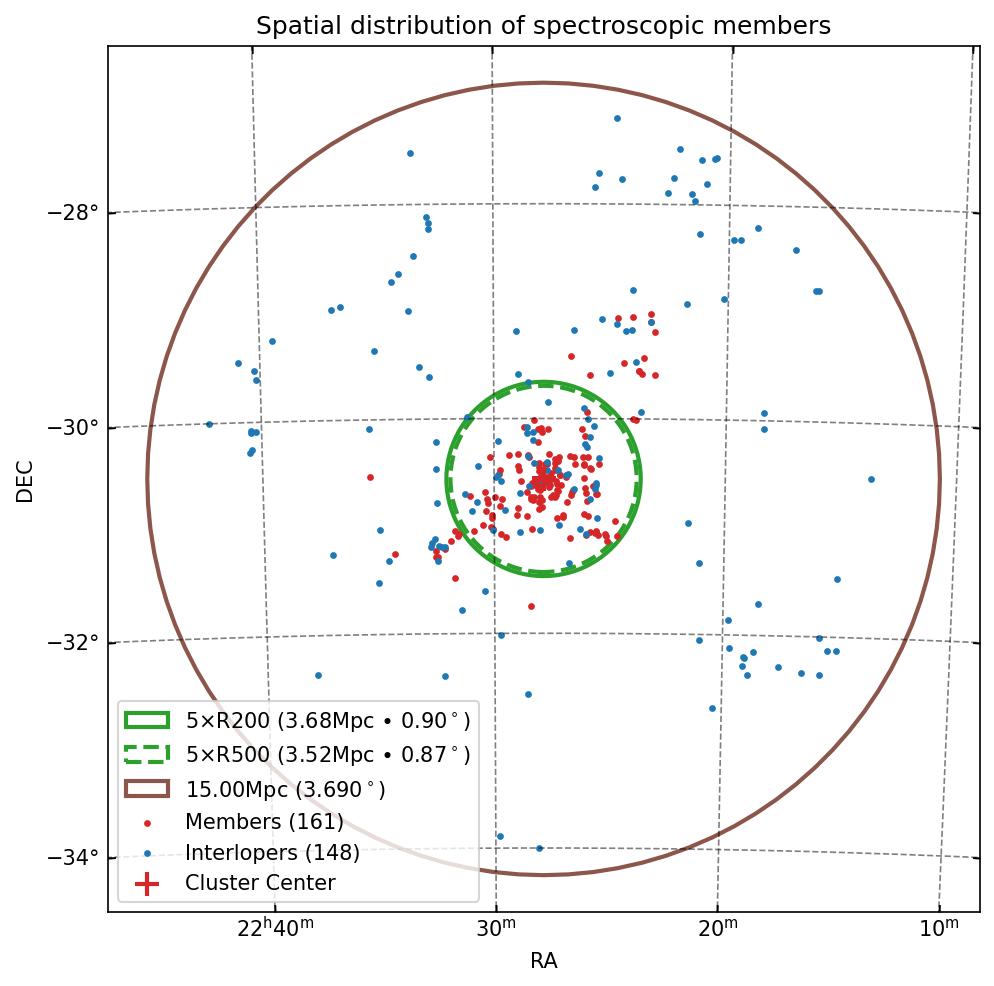 Spatial distribution of spectroscopic members
−28°
−30°
−32°
−34°
DEC
5×R200 (3.68Mpc • 0.90°)
5×R500 (3.52Mpc • 0.87°)
15.00Mpc (3.690°)
Members (161)
Interlopers (148)
Cluster Center
22ʰ40ᵐ 30ᵐ 20ᵐ 10ᵐ
RA